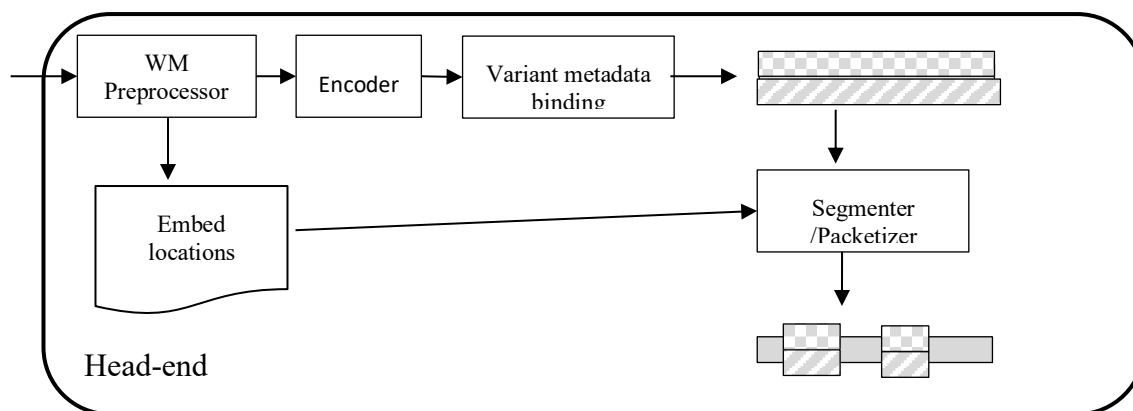 WM
Preprocessor
Encoder
Variant metadata
binding
Embed
locations
Segmenter
/Packetizer
Head-end